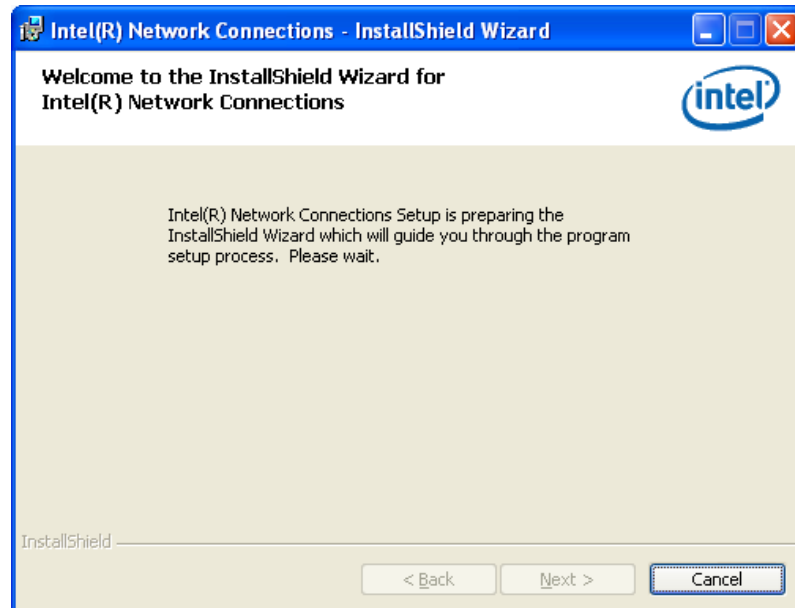 Intel(R) Network Connections - InstallShield Wizard
Welcome to the InstallShield Wizard for
Intel(R) Network Connections
intel
Intel(R) Network Connections Setup is preparing the
InstallShield Wizard which will guide you through the program
setup process.  Please wait.
InstallShield
< Back
Next >
Cancel